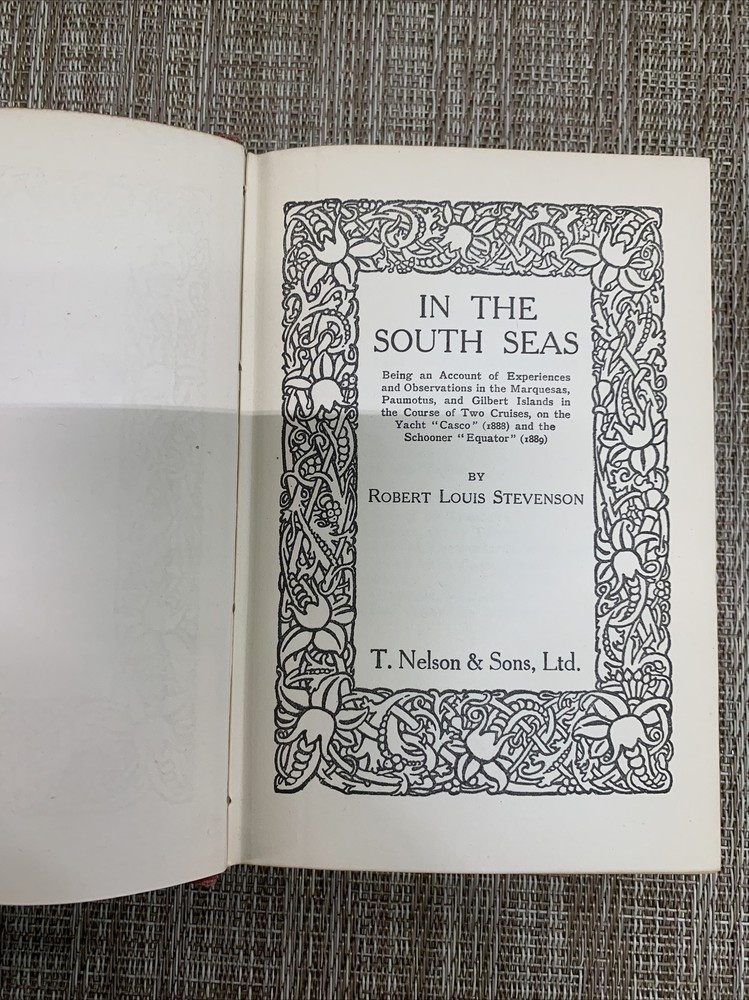 IN THE
SOUTH SEAS
Being an Account of Experiences
and Observations in the Marquesas,
Paumotus, and Gilbert Islands in
the Course of Two Cruises, on the
Yacht "Casco" (1888) and the
Schooner "Equator" (1889)
BY
ROBERT LOUIS STEVENSON
T. Nelson & Sons, Ltd.